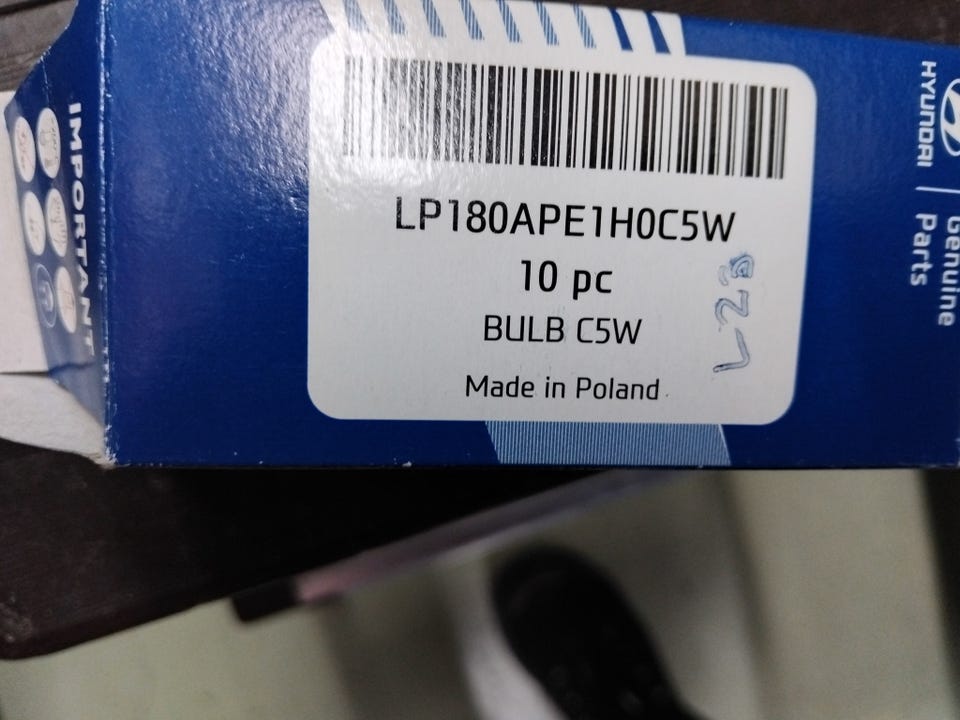 LP180APE1H0C5W
10 pc
BULB C5W
Made in Poland
HYUNDAI | Genuine
Parts
IMPORTANT